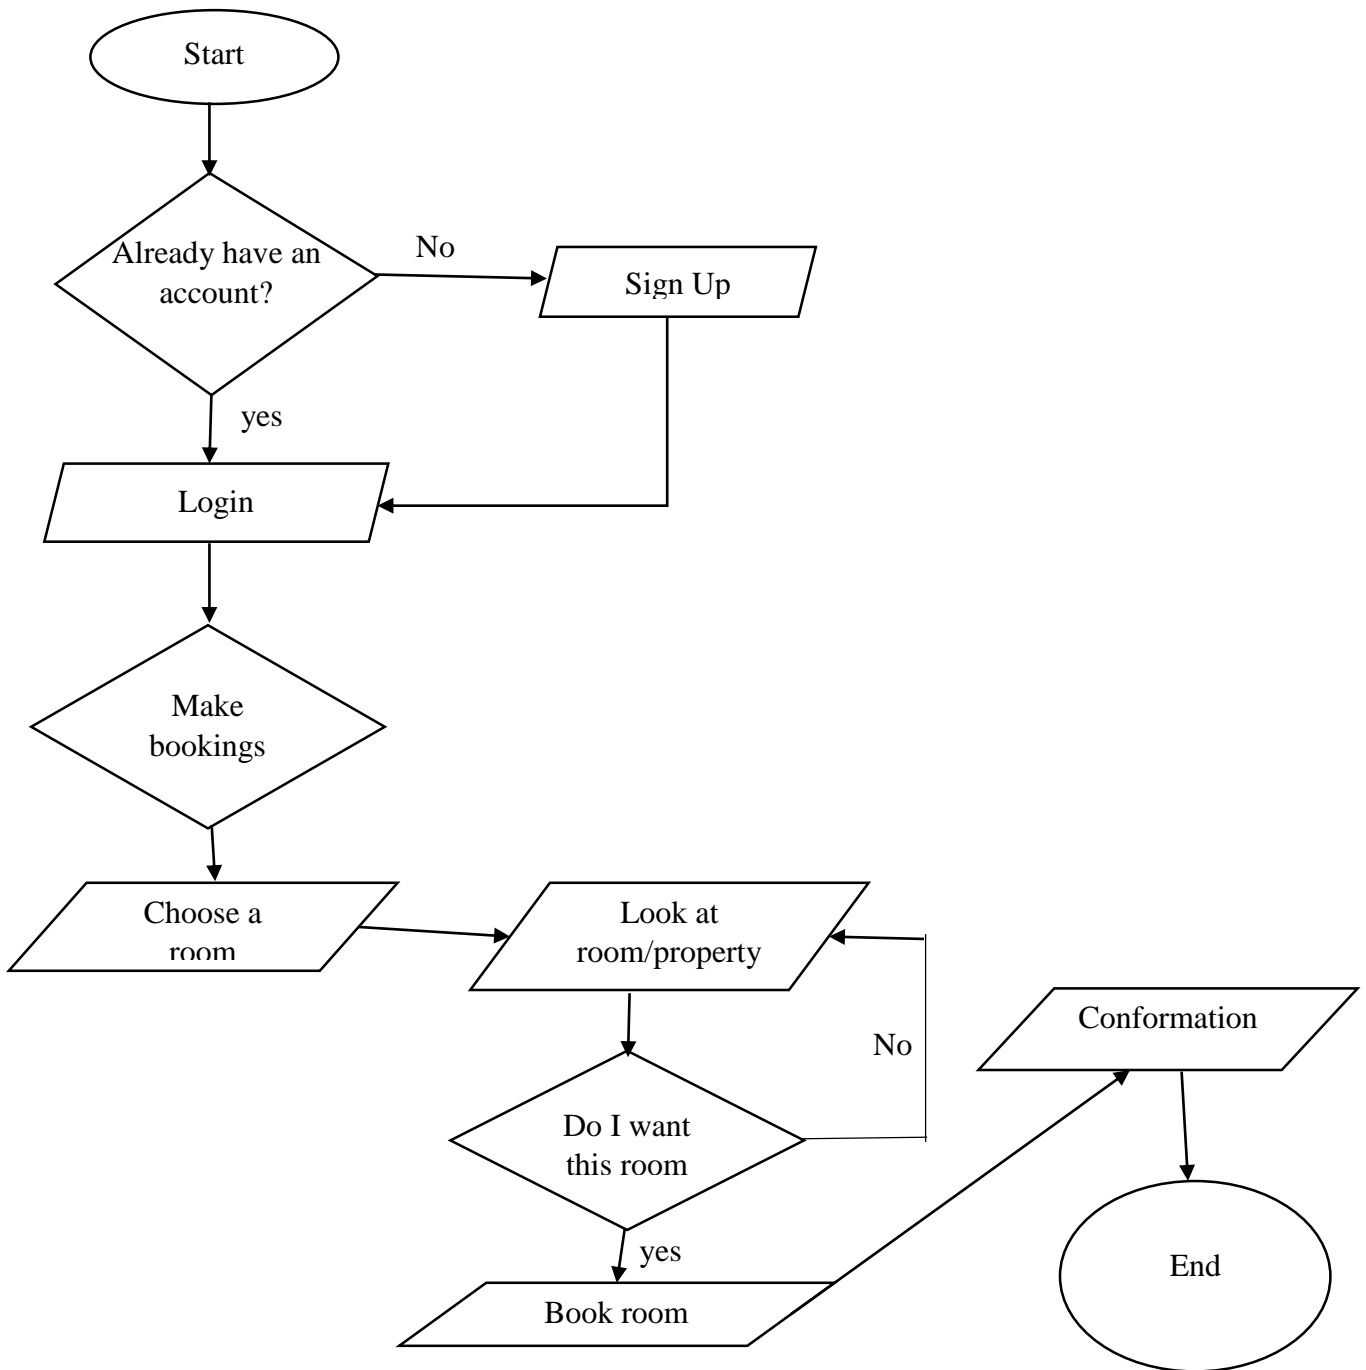 Start
Already have an
account?
No
Sign Up
yes
Login
Make
bookings
Choose a
room
Look at
room/property
No
Do I want
this room
yes
Book room
Conformation
End